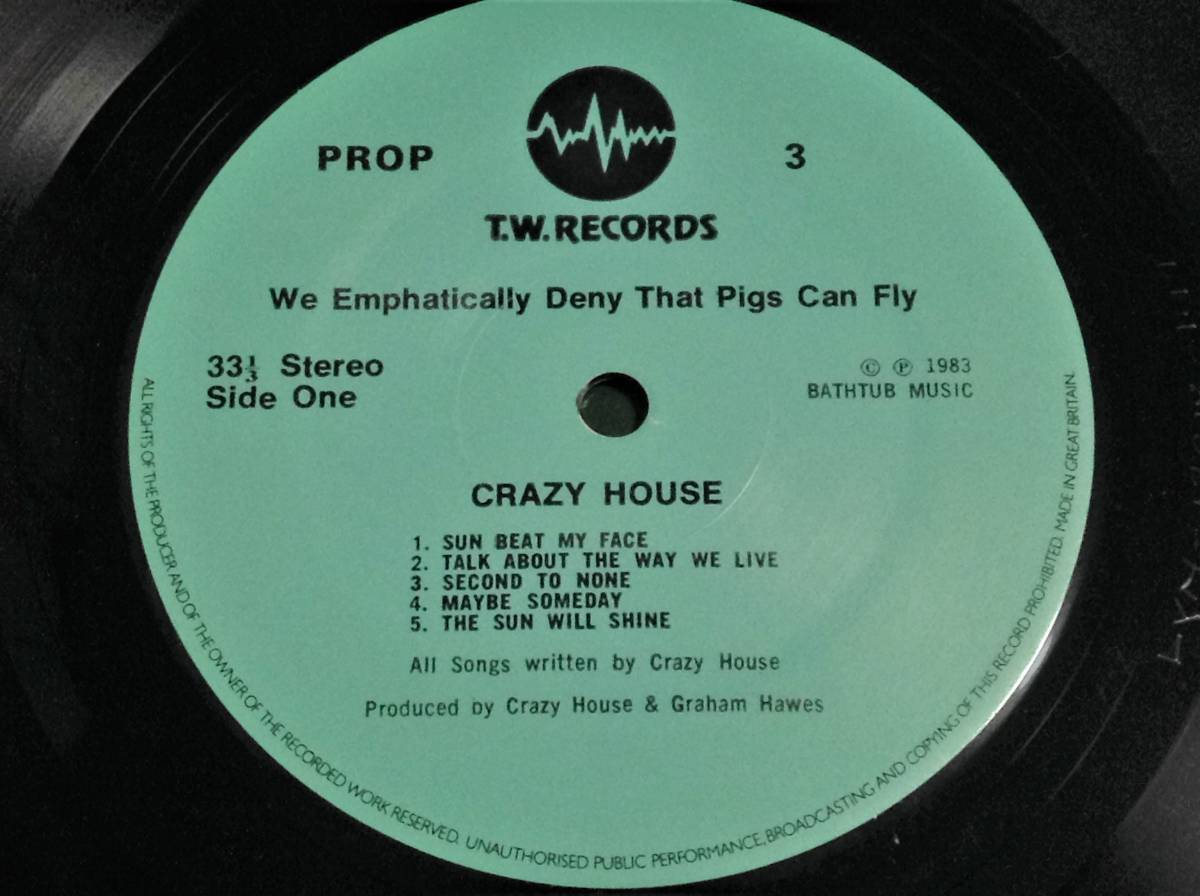 PROP 3
T.W. RECORDS
We Emphatically Deny That Pigs Can Fly
33⅓ Stereo
Side One
© ℗ 1983
BATHTUB MUSIC
CRAZY HOUSE
1. SUN BEAT MY FACE
2. TALK ABOUT THE WAY WE LIVE
3. SECOND TO NONE
4. MAYBE SOMEDAY
5. THE SUN WILL SHINE
All Songs written by Crazy House
Produced by Crazy House & Graham Hawes
ALL RIGHTS OF THE PRODUCER AND OF THE OWNER OF THE RECORDED WORK RESERVED. UNAUTHORISED PUBLIC PERFORMANCE, BROADCASTING AND COPYING OF THIS RECORD PROHIBITED. MADE IN GREAT BRITAIN.